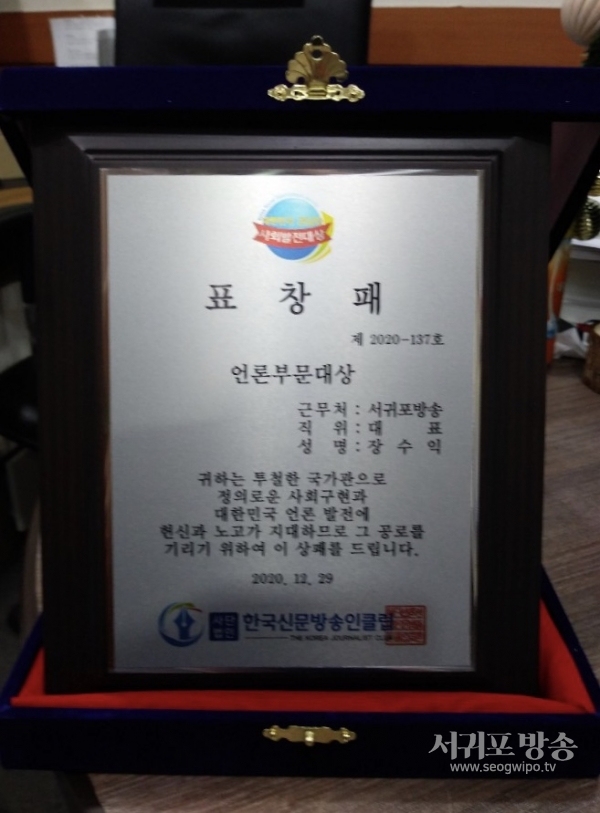 사회발전대상
표 창 패
제 2020-137호
언론부문대상
근무처 : 서귀포방송
직 위 : 대 표
성 명 : 장 수 익
귀하는 투철한 국가관으로
정의로운 사회구현과
대한민국 언론 발전에
헌신과 노고가 지대하므로 그 공로를
기리기 위하여 이 상패를 드립니다.
2020. 12. 29
사단법인 한국신문방송인클럽
THE KOREA JOURNALIST CLUB
서귀포방송
www.seogwipo.tv